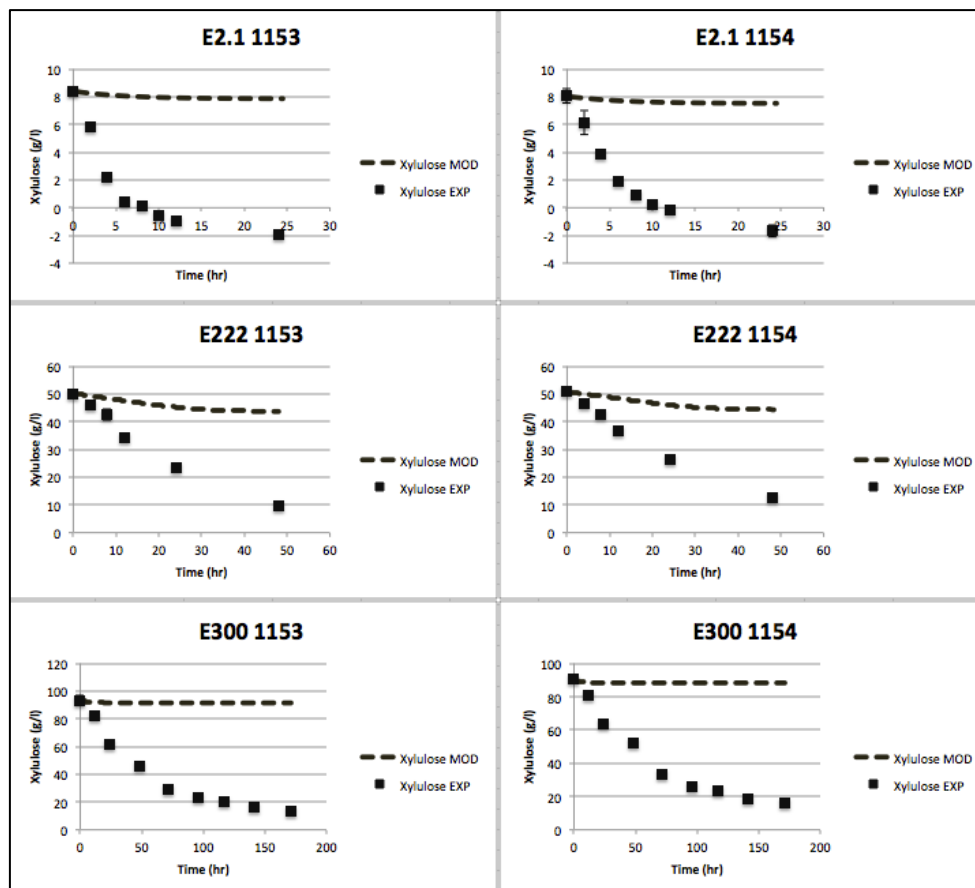 E2.1 1153
Xylulose (g/l)
10
8
6
4
2
0
-2
-4
0 5 10 15 20 25 30
Time (hr)
Xylulose MOD
Xylulose EXP
E2.1 1154
Xylulose (g/l)
10
8
6
4
2
0
-2
-4
0 5 10 15 20 25 30
Time (hr)
Xylulose MOD
Xylulose EXP
E222 1153
Xylulose (g/l)
60
50
40
30
20
10
0
0 10 20 30 40 50 60
Time (hr)
Xylulose MOD
Xylulose EXP
E222 1154
Xylulose (g/l)
60
50
40
30
20
10
0
0 10 20 30 40 50 60
Time (hr)
Xylulose MOD
Xylulose EXP
E300 1153
Xylulose (g/l)
120
100
80
60
40
20
0
0 50 100 150 200
Time (hr)
Xylulose MOD
Xylulose EXP
E300 1154
Xylulose (g/l)
100
80
60
40
20
0
0 50 100 150 200
Time (hr)
Xylulose MOD
Xylulose EXP